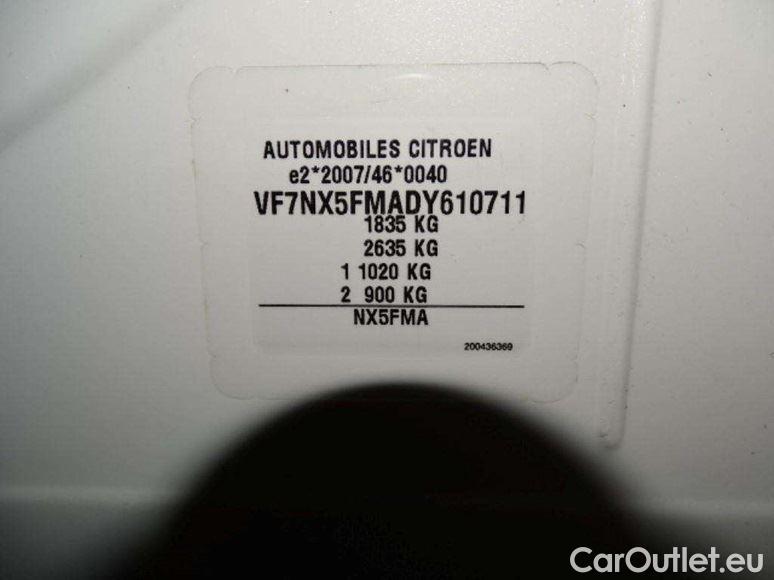 AUTOMOBILES CITROEN
e2*2007/46*0040
VF7NX5FMADY610711
1835 KG
2635 KG
1 1020 KG
2 900 KG
NX5FMA
200436369
CarOutlet.eu